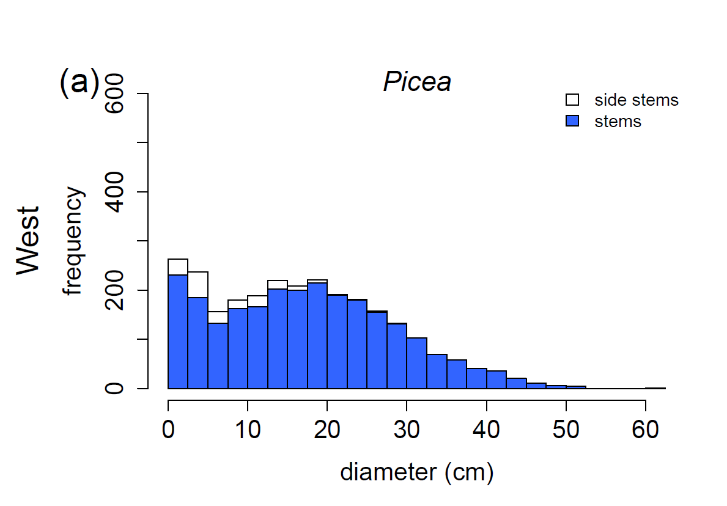 (a)
Picea
side stems
stems
West
frequency
0
200
400
600
0 10 20 30 40 50 60
diameter (cm)